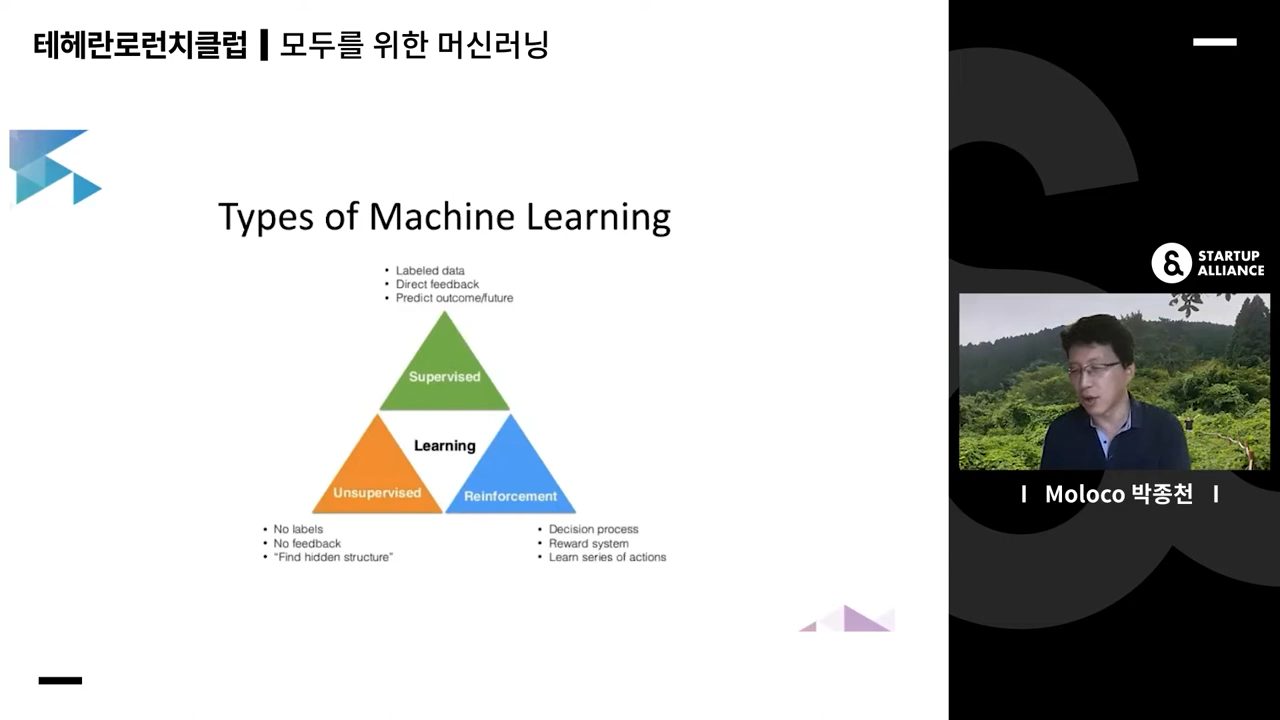 테헤란로런치클럽 | 모두를 위한 머신러닝
Types of Machine Learning
• Labeled data
• Direct feedback
• Predict outcome/future
Supervised
Learning
Unsupervised
Reinforcement
• No labels
• No feedback
• "Find hidden structure"
• Decision process
• Reward system
• Learn series of actions
STARTUP
ALLIANCE
I Moloco 박종천 I